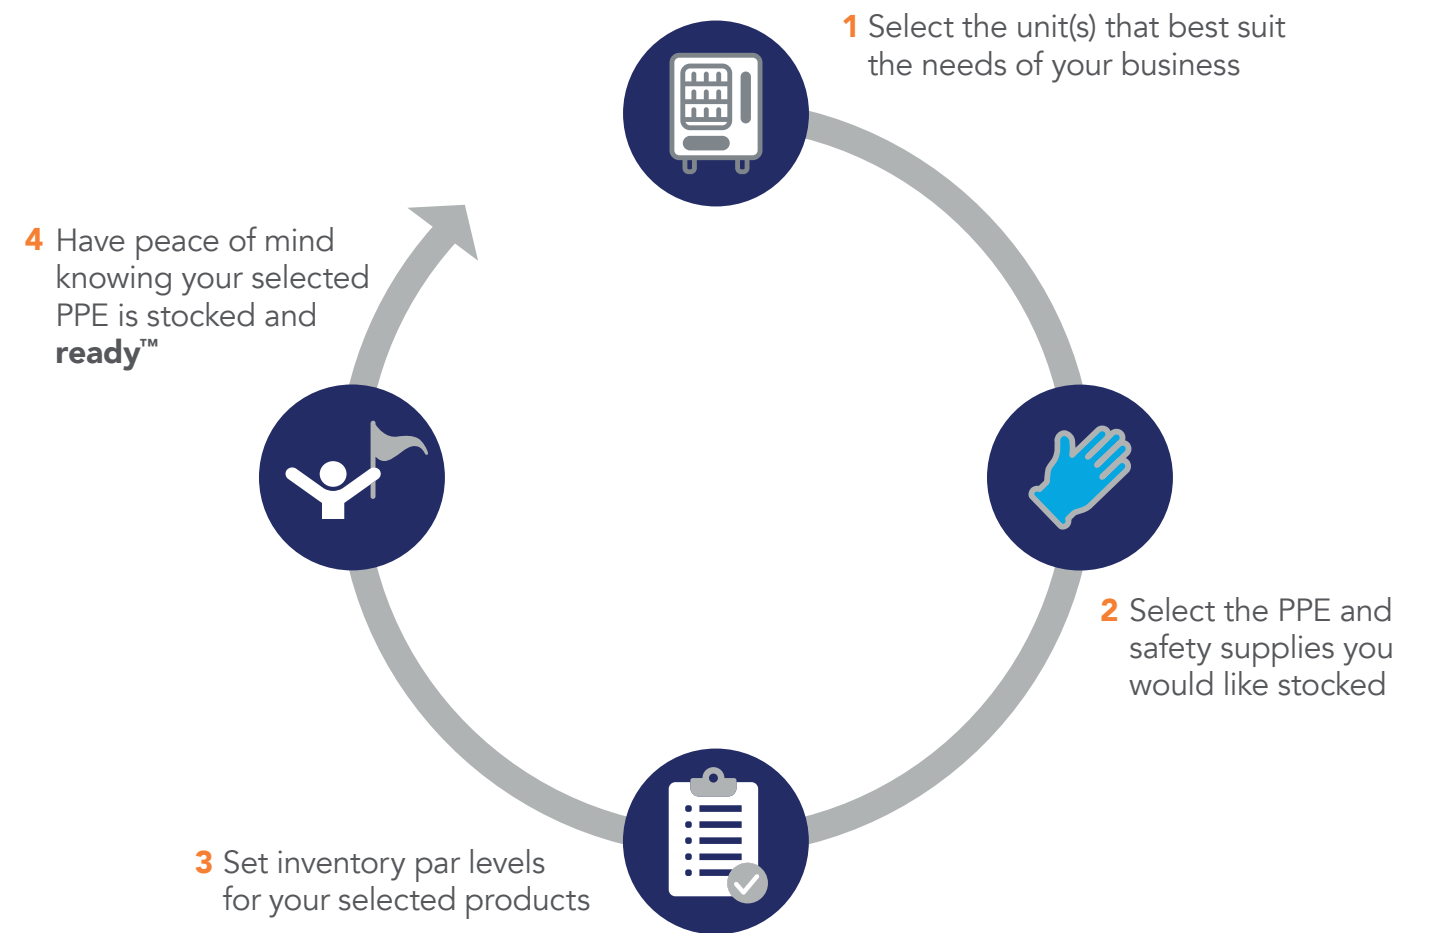 1 Select the unit(s) that best suit
the needs of your business
2 Select the PPE and
safety supplies you
would like stocked
3 Set inventory par levels
for your selected products
4 Have peace of mind
knowing your selected
PPE is stocked and
ready™